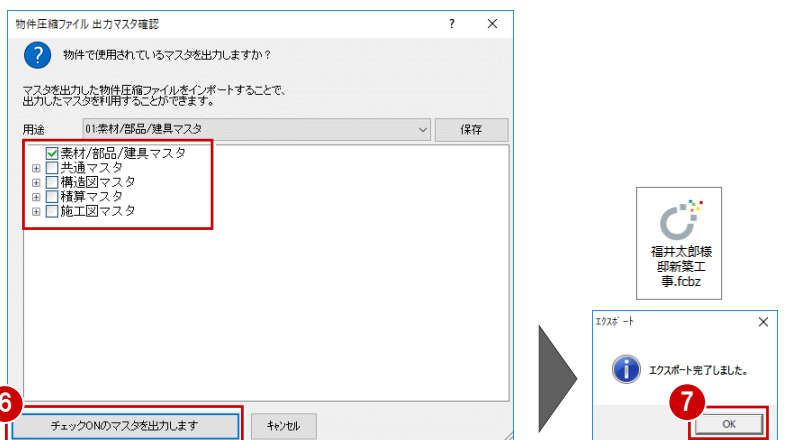 物件圧縮ファイル 出力マスタ確認
?
物件で使用されているマスタを出力しますか？
マスタを出力した物件圧縮ファイルをインポートすることで、
出力したマスタを利用することができます。
用途
01:素材/部品/建具マスタ
保存
素材/部品/建具マスタ
共通マスタ
構造図マスタ
積算マスタ
施工図マスタ
6
チェックONのマスタを出力します
キャンセル
福井太郎様
邸新築工
事.fcbz
エクスポート
エクスポート完了しました。
7
OK